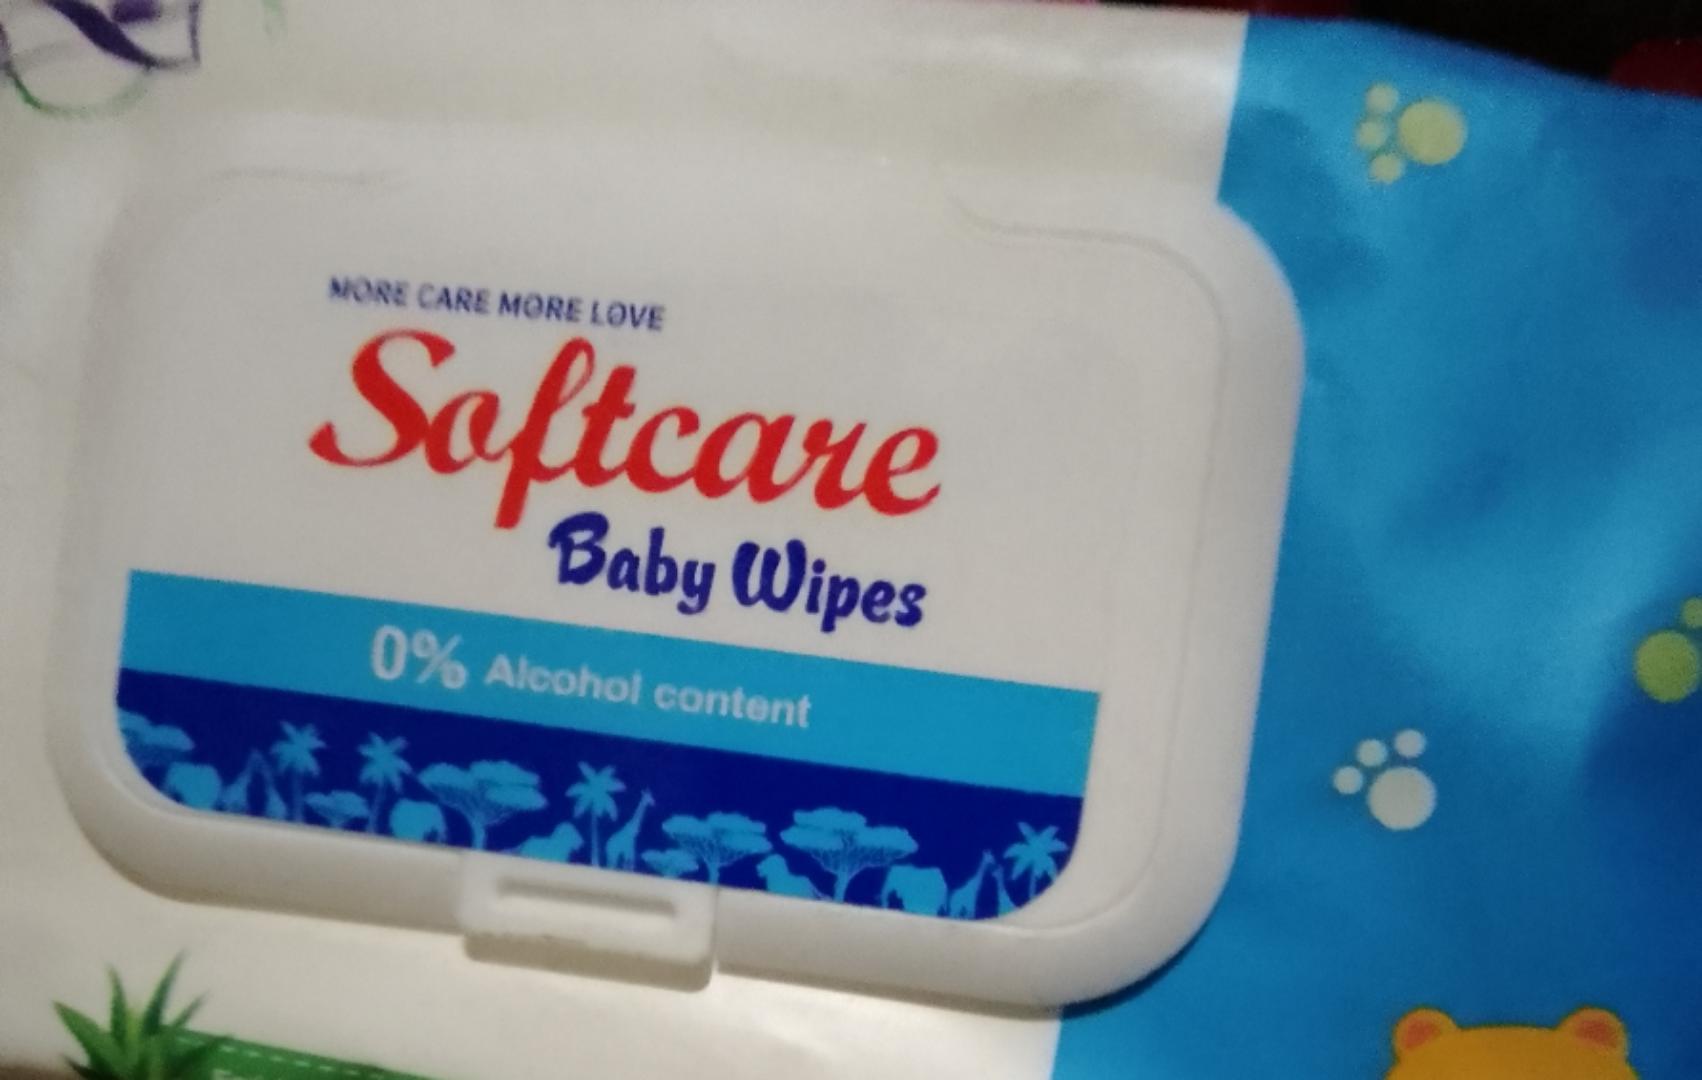 MORE CARE MORE LOVE
Softcare
Baby Wipes
0% Alcohol content